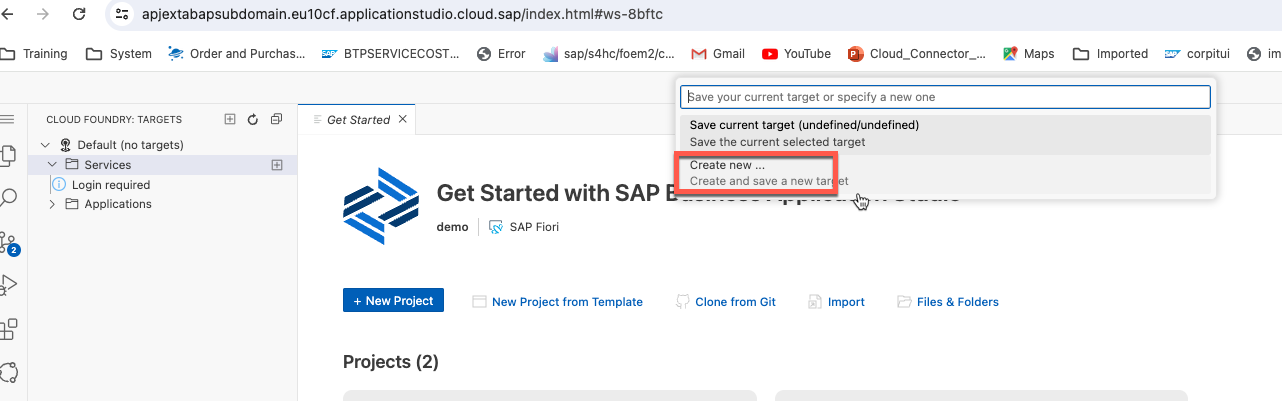 apjextabapsubdomain.eu10cf.applicationstudio.cloud.sap/index.html#ws-8bftc
Training
System
Order and Purchas...
SAP
BTPSERVICECOST...
Error
sap/s4hc/foem2/c...
Gmail
YouTube
Cloud_Connector_...
Maps
Imported
SAP
corpitui
im
Save your current target or specify a new one
Save current target (undefined/undefined)
Save the current selected target
Create new ...
Create and save a new target
CLOUD FOUNDRY: TARGETS
Default (no targets)
Services
Login required
Applications
2
Get Started
Get Started with SAP Business Application Studio
demo
SAP Fiori
+ New Project
New Project from Template
Clone from Git
Import
Files & Folders
Projects (2)